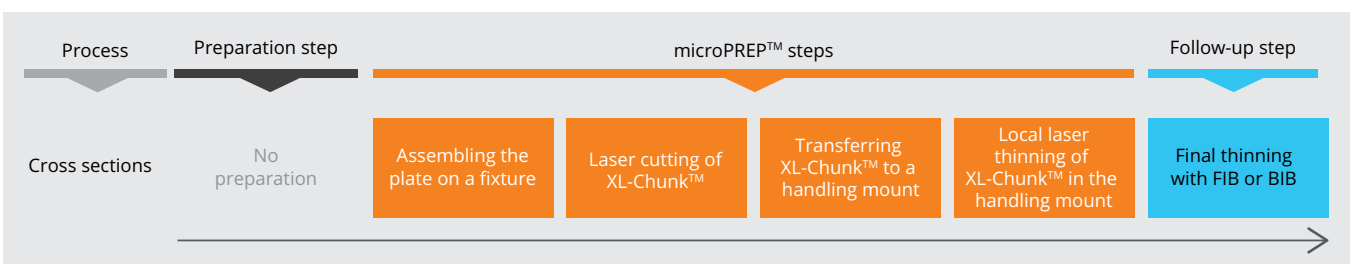 Process
Preparation step
microPREP™ steps
Follow-up step
Cross sections
No
preparation
Assembling the
plate on a fixture
Laser cutting of
XL-Chunk™
Transferring
XL-Chunk™ to a
handling mount
Local laser
thinning of
XL-Chunk™ in the
handling mount
Final thinning
with FIB or BIB